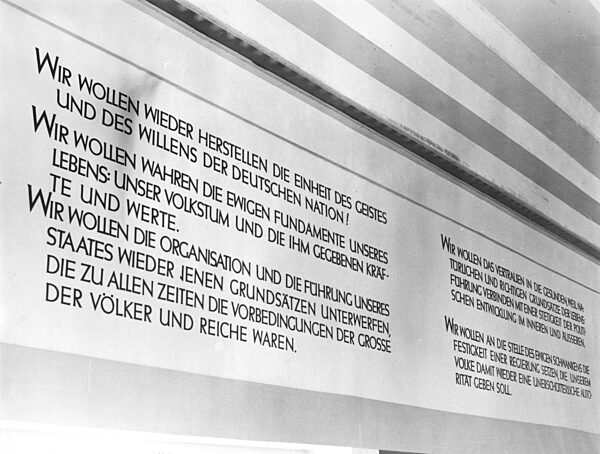 WIR WOLLEN WIEDER HERSTELLEN DIE EINHEIT DES GEISTES
UND DES WILLENS DER DEUTSCHEN NATION!
WIR WOLLEN WAHREN DIE EWIGEN FUNDAMENTE UNSERES
LEBENS: UNSER VOLKSTUM UND DIE IHM GEGEBENEN KRÄF-
TE UND WERTE.
WIR WOLLEN DIE ORGANISATION UND DIE FÜHRUNG UNSERES
STAATES WIEDER JENEN GRUNDSÄTZEN UNTERWERFEN,
DIE ZU ALLEN ZEITEN DIE VORBEDINGUNGEN DER GROSSE
DER VÖLKER UND REICHE WAREN.
WIR WOLLEN DAS VERTRAUEN IN DIE GESUNDEN WEIL NA-
TÜRLICHEN UND RICHTIGEN GRUNDSÄTZE DER LEBENS-
FÜHRUNG VERBINDEN MIT EINER STETIGKEIT DER POLITI-
SCHEN ENTWICKLUNG IM INNEREN UND ÄUSSEREN.
WIR WOLLEN AN DIE STELLE DES EWIGEN SCHWANKENS DIE
FESTIGKEIT EINER REGIERUNG SETZEN, DIE UNSEREM
VOLKE DAMIT WIEDER EINE UNERSCHÜTTERLICHE AUTO-
RITÄT GEBEN SOLL.